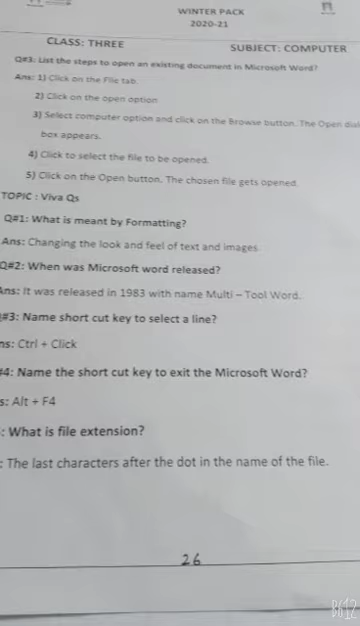 WINTER PACK
2020-21
CLASS: THREE
SUBJECT: COMPUTER
Q#3: List the steps to open an existing document in Microsoft Word?
Ans: 1) Click on the File tab.
2) Click on the open option
3) Select computer option and click on the Browse button. The Open dial
box appears.
4) Click to select the file to be opened.
5) Click on the Open button. The chosen file gets opened.
TOPIC : Viva Qs
Q#1: What is meant by Formatting?
Ans: Changing the look and feel of text and images.
Q#2: When was Microsoft word released?
Ans: It was released in 1983 with name Multi – Tool Word.
#3: Name short cut key to select a line?
ns: Ctrl + Click
#4: Name the short cut key to exit the Microsoft Word?
s: Alt + F4
: What is file extension?
: The last characters after the dot in the name of the file.
26
B612